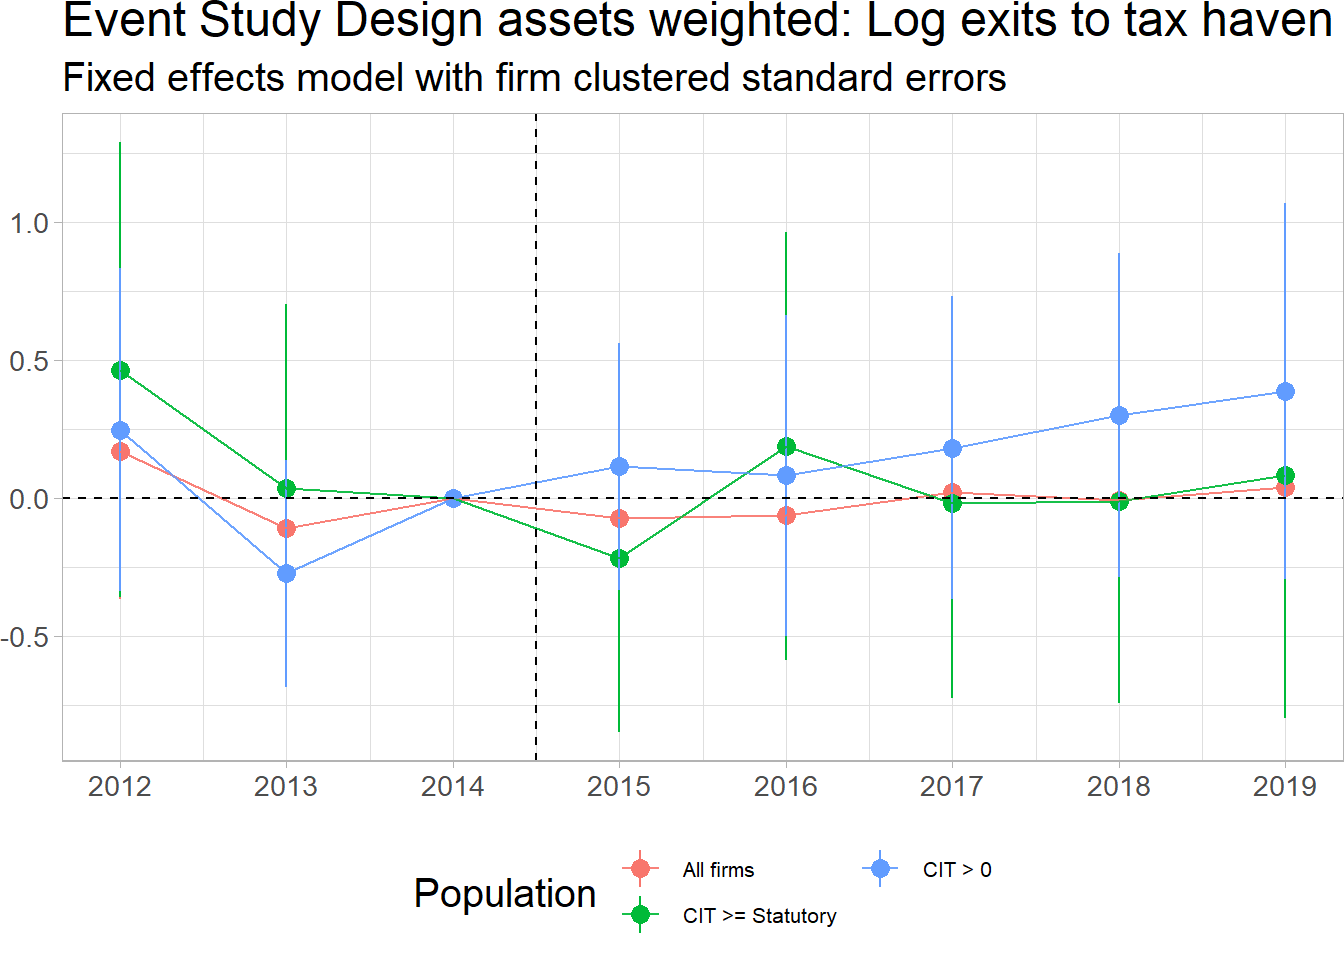 Event Study Design assets weighted: Log exits to tax haven
Fixed effects model with firm clustered standard errors
1.0
0.5
0.0
-0.5
2012 2013 2014 2015 2016 2017 2018 2019
Population
All firms
CIT >= Statutory
CIT > 0